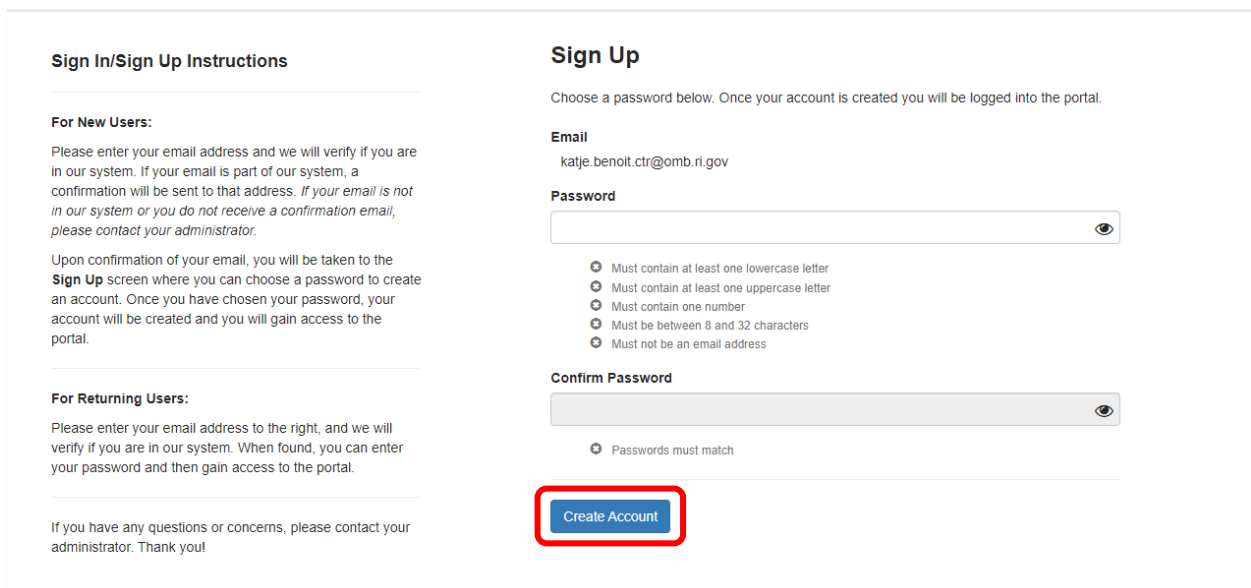 Sign In/Sign Up Instructions
For New Users:
Please enter your email address and we will verify if you are
in our system. If your email is part of our system, a
confirmation will be sent to that address. If your email is not
in our system or you do not receive a confirmation email,
please contact your administrator.
Upon confirmation of your email, you will be taken to the
Sign Up screen where you can choose a password to create
an account. Once you have chosen your password, your
account will be created and you will gain access to the
portal.
For Returning Users:
Please enter your email address to the right, and we will
verify if you are in our system. When found, you can enter
your password and then gain access to the portal.
If you have any questions or concerns, please contact your
administrator. Thank you!
Sign Up
Choose a password below. Once your account is created you will be logged into the portal.
Email
katje.benoit.ctr@omb.ri.gov
Password
Must contain at least one lowercase letter
Must contain at least one uppercase letter
Must contain one number
Must be between 8 and 32 characters
Must not be an email address
Confirm Password
Passwords must match
Create Account